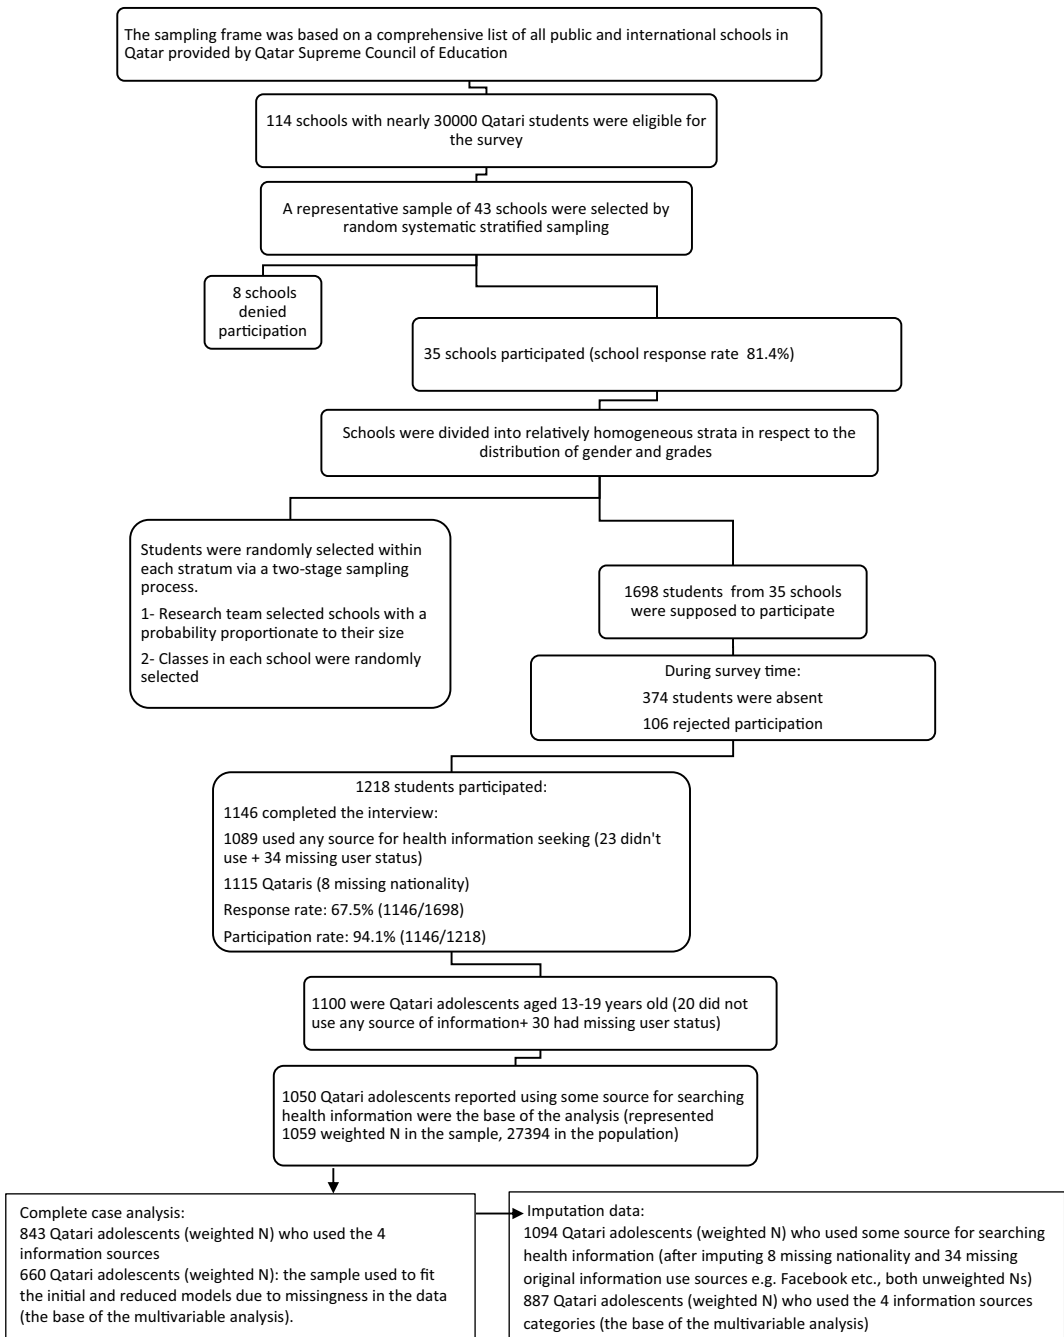 The sampling frame was based on a comprehensive list of all public and international schools in
Qatar provided by Qatar Supreme Council of Education
114 schools with nearly 30000 Qatari students were eligible for
the survey
A representative sample of 43 schools were selected by
random systematic stratified sampling
8 schools
denied
participation
35 schools participated (school response rate  81.4%)
Schools were divided into relatively homogeneous strata in respect to the
distribution of gender and grades
Students were randomly selected within
each stratum via a two-stage sampling
process.
1- Research team selected schools with a
probability proportionate to their size
2- Classes in each school were randomly
selected
1698 students  from 35 schools
were supposed to participate
During survey time:
374 students were absent
106 rejected participation
1218 students participated:
1146 completed the interview:
1089 used any source for health information seeking (23 didn't
use + 34 missing user status)
1115 Qataris (8 missing nationality)
Response rate: 67.5% (1146/1698)
Participation rate: 94.1% (1146/1218)
1100 were Qatari adolescents aged 13-19 years old (20 did not
use any source of information+ 30 had missing user status)
1050 Qatari adolescents reported using some source for searching
health information were the base of the analysis (represented
1059 weighted N in the sample, 27394 in the population)
Complete case analysis:
843 Qatari adolescents (weighted N) who used the 4
information sources
660 Qatari adolescents (weighted N): the sample used to fit
the initial and reduced models due to missingness in the data
(the base of the multivariable analysis).
Imputation data:
1094 Qatari adolescents (weighted N) who used some source for searching
health information (after imputing 8 missing nationality and 34 missing
original information use sources e.g. Facebook etc., both unweighted Ns)
887 Qatari adolescents (weighted N) who used the 4 information sources
categories (the base of the multivariable analysis)